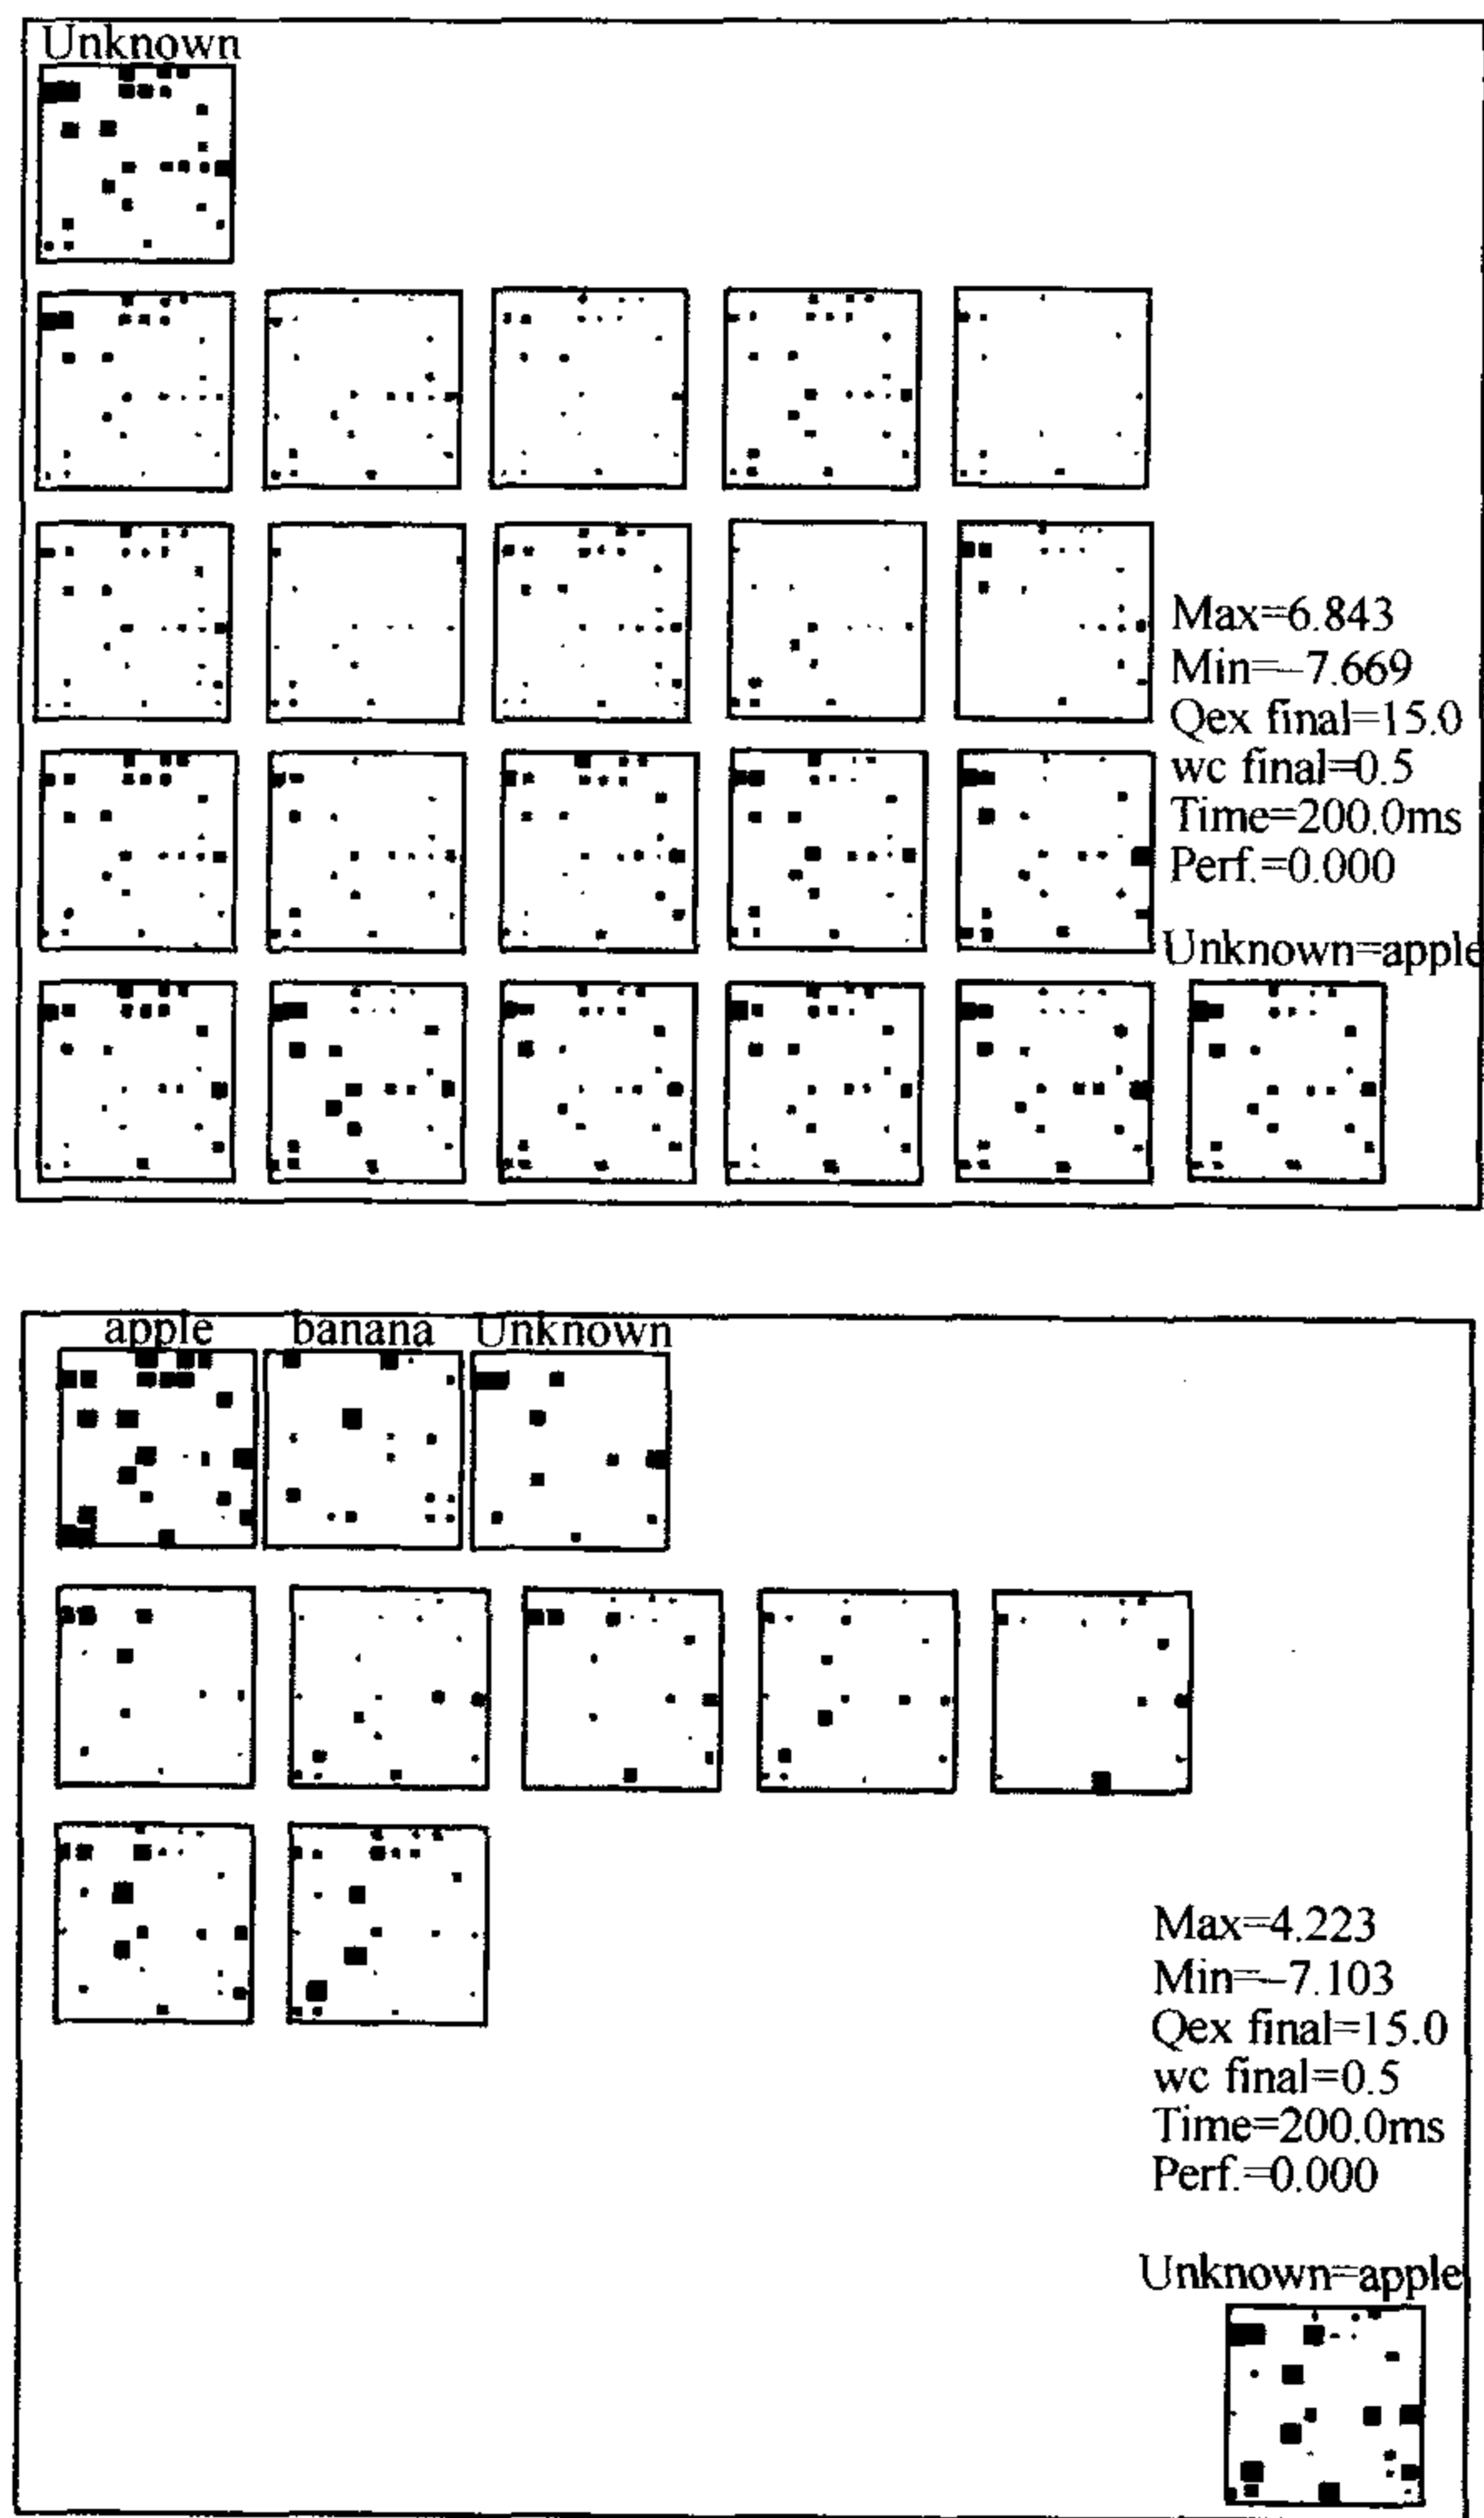 Unknown
Max=6.843
Min=–7.669
Qex final=15.0
wc final=0.5
Time=200.0ms
Perf.=0.000
Unknown=apple
apple banana Unknown
Max=4.223
Min=–7.103
Qex final=15.0
wc final=0.5
Time=200.0ms
Perf.=0.000
Unknown=apple